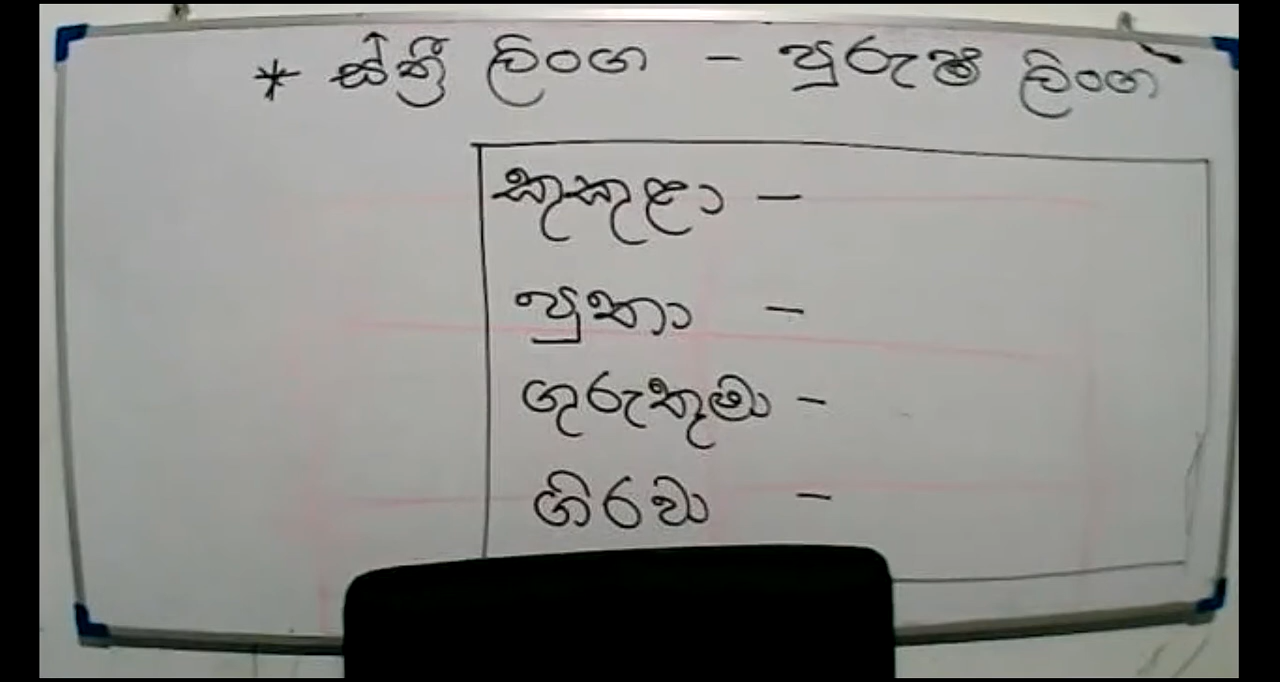 * ස්ත්‍රී ලිංග - පුරුෂ ලිංග
කුකුළා -
පුතා -
ගුරුතුමා -
ගිරවා -